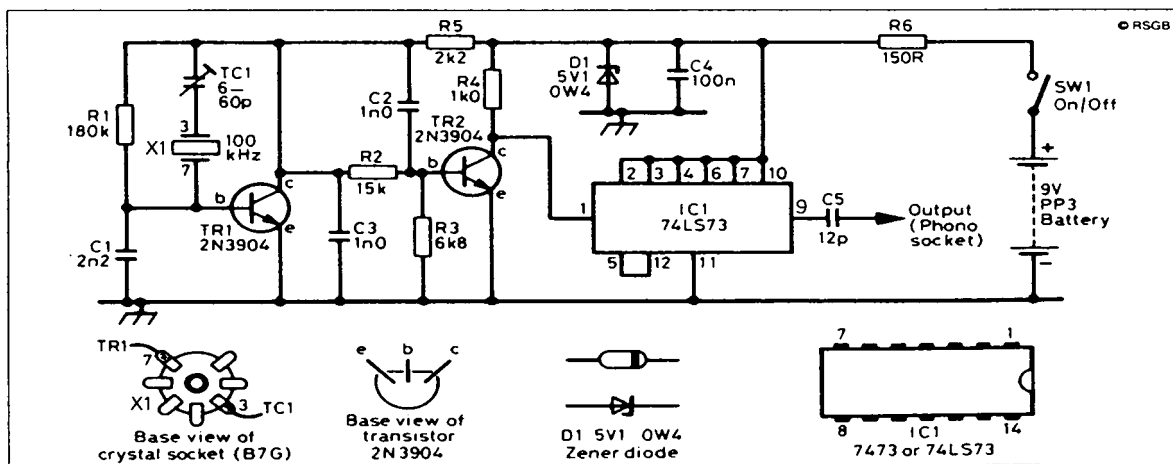 © RSGB
R5
2k2
R6
150R
TC1
6–
60p
R4
1k0
D1
5V1
0W4
C4
100n
SW1
On/Off
R1
180k
C2
1n0
TR2
2N3904
3
X1
100
kHz
7
c
b
e
b
c
e
R2
15k
TR1
2N3904
C3
1n0
R3
6k8
C1
2n2
2
3
4
6
7
10
1
IC1
74LS73
9
5
12
11
C5
12p
Output
(Phono
socket)
+
9V
PP3
Battery
–
TR1
7
3
X1
TC1
Base view of
crystal socket (B7G)
e
b
c
Base view of
transistor
2N3904
D1 5V1 0W4
Zener diode
7
1
8
14
IC1
7473 or 74LS73